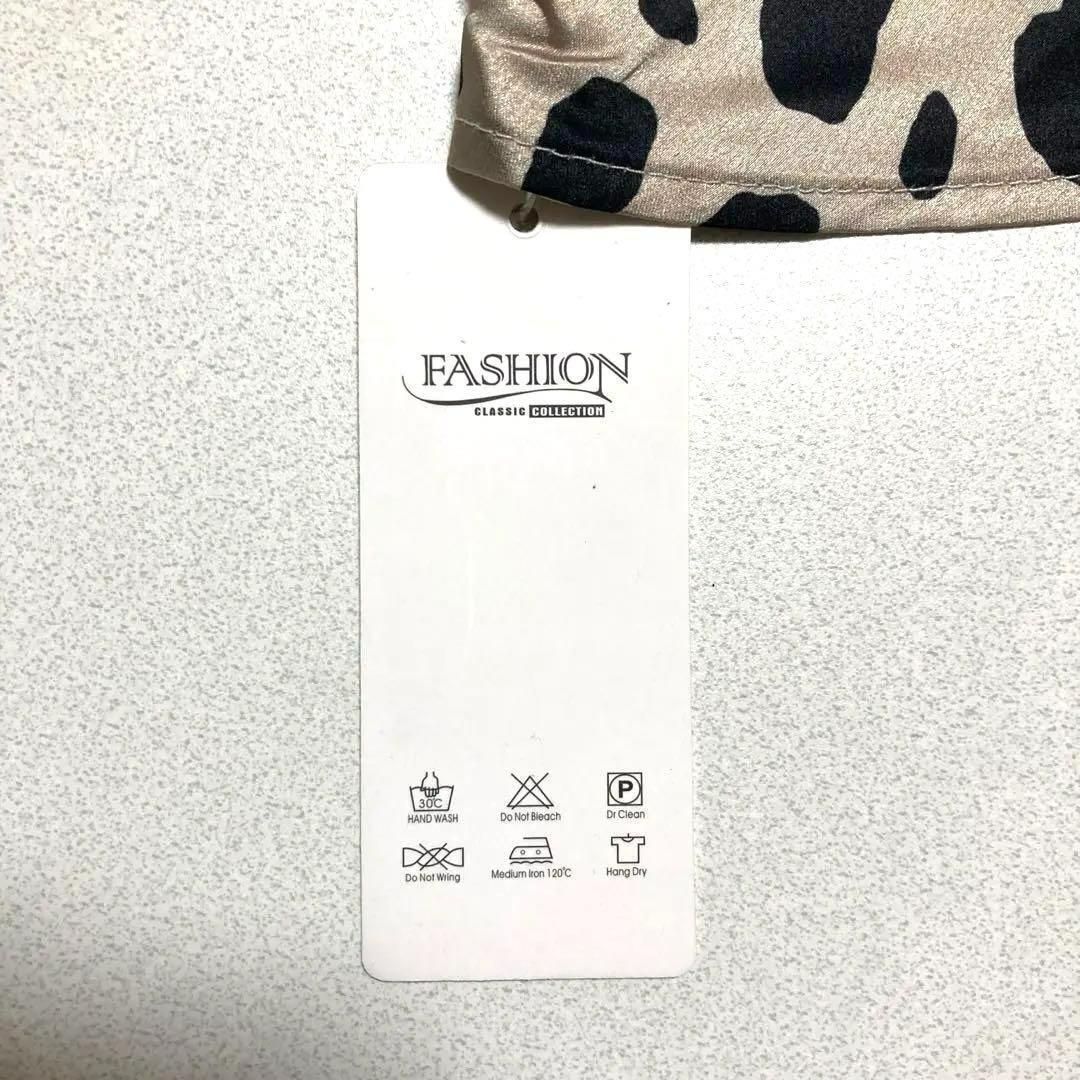 FASHION
CLASSIC COLLECTION
30℃
HAND WASH
Do Not Bleach
P
Dr Clean
Do Not Wring
Medium Iron 120℃
Hang Dry